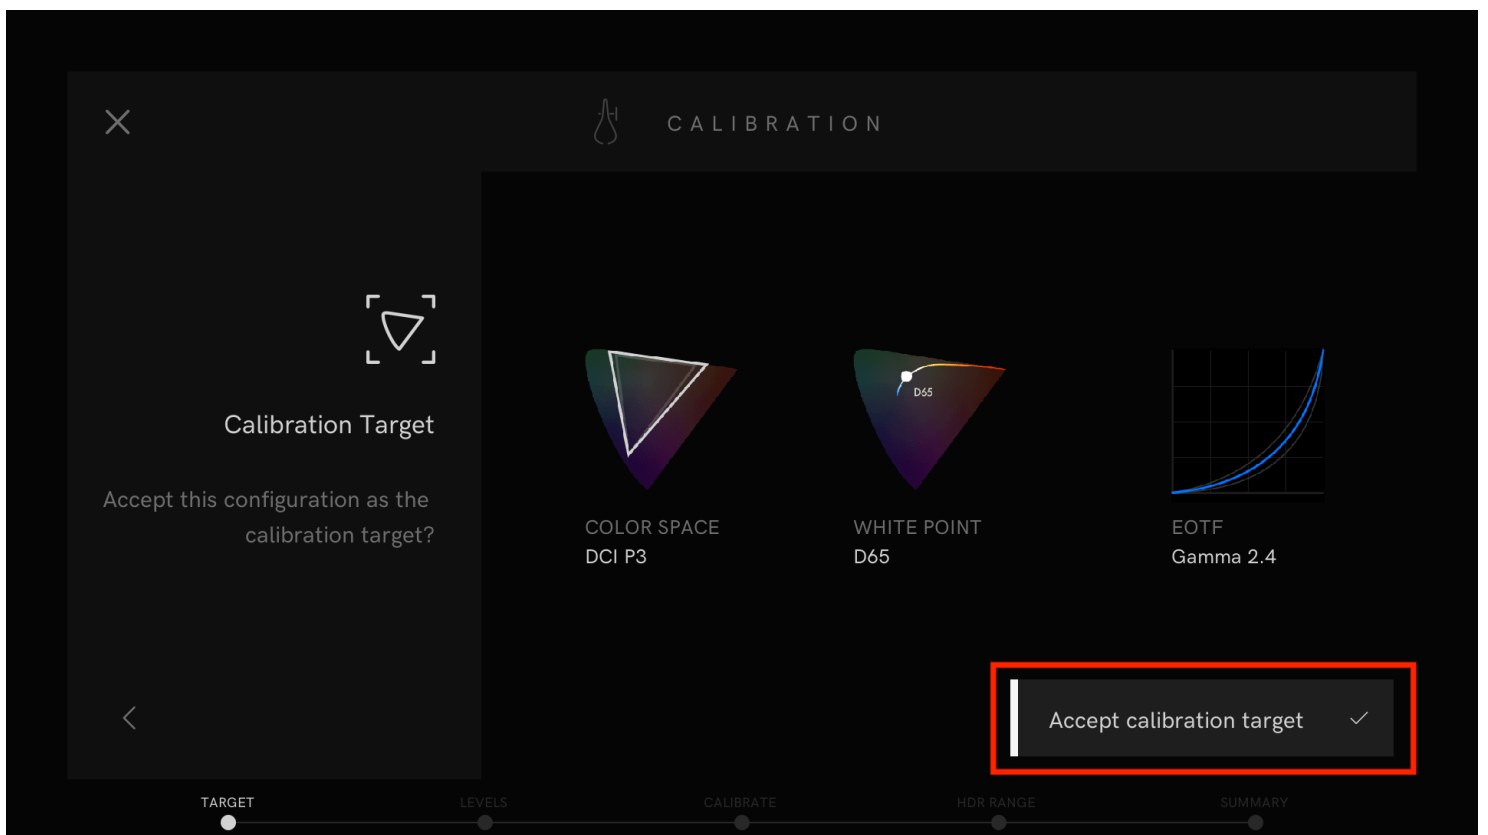 CALIBRATION
Calibration Target
Accept this configuration as the
calibration target?
D65
COLOR SPACE
DCI P3
WHITE POINT
D65
EOTF
Gamma 2.4
Accept calibration target
TARGET
LEVELS
CALIBRATE
HDR RANGE
SUMMARY